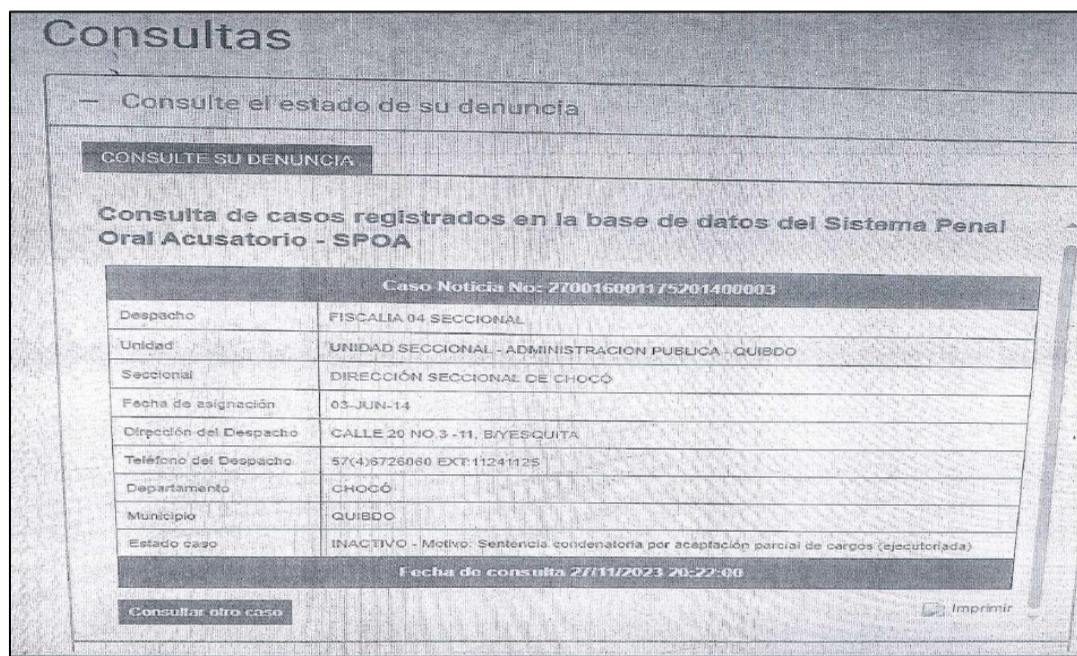 Consultas
— Consulte el estado de su denuncia
CONSULTE SU DENUNCIA
Consulta de casos registrados en la base de datos del Sistema Penal
Oral Acusatorio - SPOA
Caso Noticia No: 270016001175201400003
Despacho FISCALIA 04 SECCIONAL
Unidad UNIDAD SECCIONAL - ADMINISTRACION PUBLICA - QUIBDO
Seccional DIRECCIÓN SECCIONAL DE CHOCÓ
Fecha de asignación 03-JUN-14
Dirección del Despacho CALLE 20 NO.3 -11, B/YESQUITA
Teléfono del Despacho 57(4)6726060 EXT:11241125
Departamento CHOCÓ
Municipio QUIBDO
Estado caso INACTIVO - Motivo: Sentencia condenatoria por aceptación parcial de cargos (ejecutoriada)
Fecha de consulta 27/11/2023 20:22:00
Consultar otro caso
Imprimir